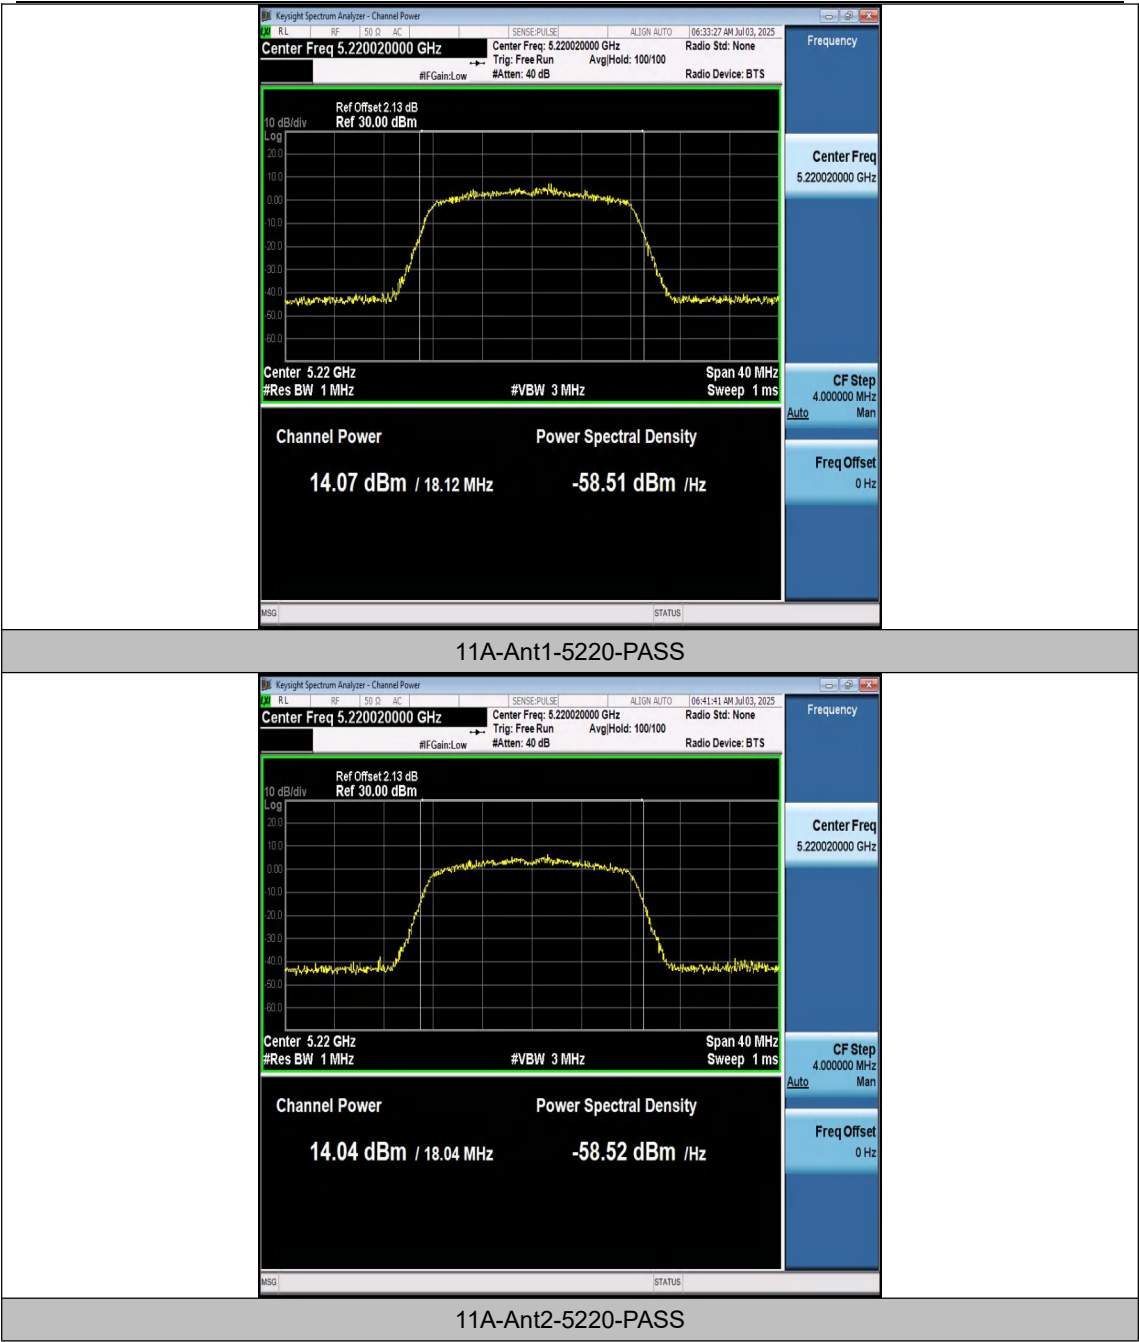 Keysight Spectrum Analyzer - Channel Power
RL RF 50 Ω AC SENSE:PULSE ALIGN AUTO 06:33:27 AM Jul 03, 2025
Center Freq 5.220020000 GHz
Center Freq: 5.220020000 GHz Radio Std: None
Trig: Free Run Avg|Hold: 100/100
#IFGain:Low #Atten: 40 dB Radio Device: BTS
Frequency
Ref Offset 2.13 dB
10 dB/div Ref 30.00 dBm
Log
20.0
10.0
0.00
-10.0
-20.0
-30.0
-40.0
-50.0
-60.0
Center 5.22 GHz Span 40 MHz
#Res BW 1 MHz #VBW 3 MHz Sweep 1 ms
Center Freq
5.220020000 GHz
CF Step
4.000000 MHz
Auto Man
Freq Offset
0 Hz
Channel Power Power Spectral Density
14.07 dBm / 18.12 MHz -58.51 dBm /Hz
MSG STATUS
11A-Ant1-5220-PASS
Keysight Spectrum Analyzer - Channel Power
RL RF 50 Ω AC SENSE:PULSE ALIGN AUTO 06:41:41 AM Jul 03, 2025
Center Freq 5.220020000 GHz
Center Freq: 5.220020000 GHz Radio Std: None
Trig: Free Run Avg|Hold: 100/100
#IFGain:Low #Atten: 40 dB Radio Device: BTS
Frequency
Ref Offset 2.13 dB
10 dB/div Ref 30.00 dBm
Log
20.0
10.0
0.00
-10.0
-20.0
-30.0
-40.0
-50.0
-60.0
Center 5.22 GHz Span 40 MHz
#Res BW 1 MHz #VBW 3 MHz Sweep 1 ms
Center Freq
5.220020000 GHz
CF Step
4.000000 MHz
Auto Man
Freq Offset
0 Hz
Channel Power Power Spectral Density
14.04 dBm / 18.04 MHz -58.52 dBm /Hz
MSG STATUS
11A-Ant2-5220-PASS